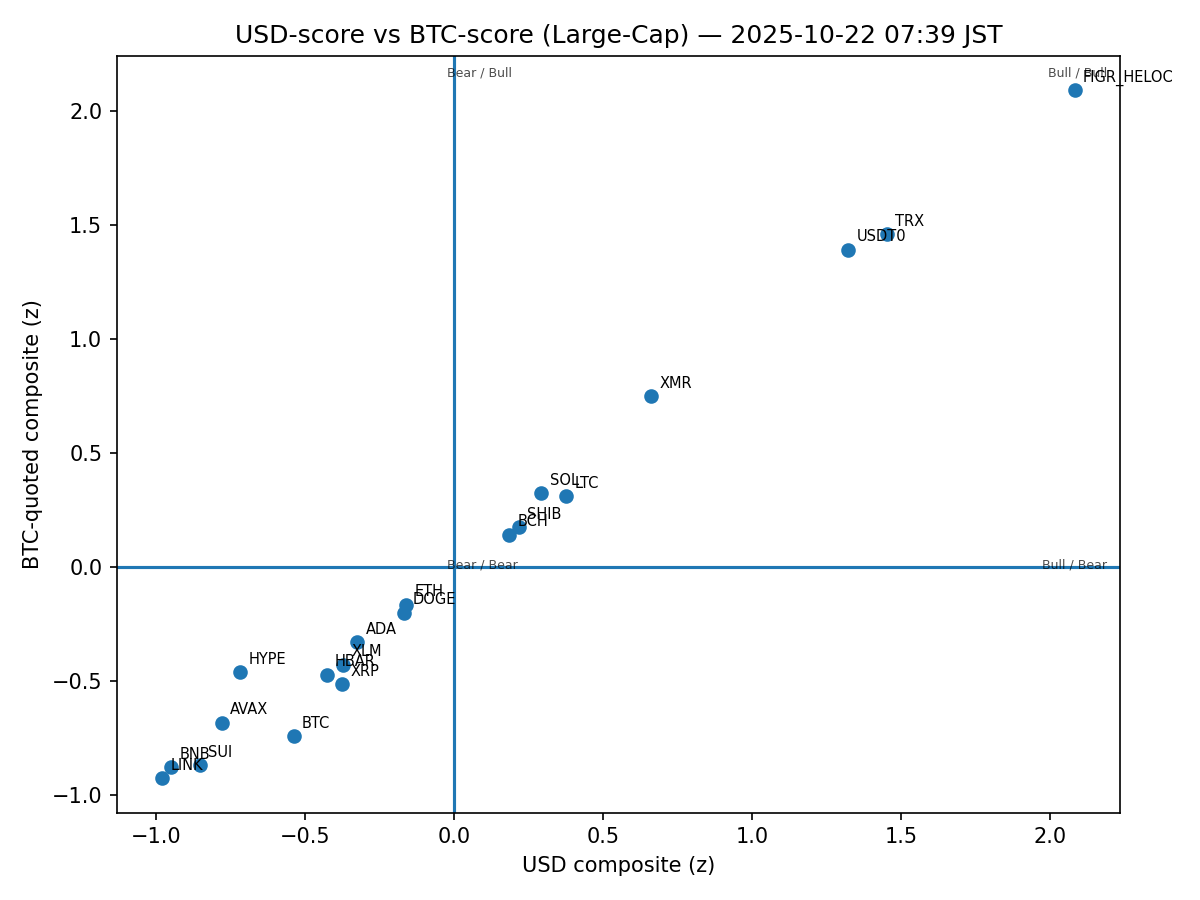 USD-score vs BTC-score (Large-Cap) — 2025-10-22 07:39 JST
Bear / Bull
Bull / Bull
FIGR_HELOC
TRX
USDT0
XMR
SOL
LTC
SHIB
BCH
Bear / Bear
Bull / Bear
ETH
DOGE
ADA
XLM
HBAR
HYPE
XRP
AVAX
BTC
BNB
SUI
LINK
2.0
1.5
1.0
0.5
0.0
−0.5
−1.0
BTC-quoted composite (z)
−1.0
−0.5
0.0
0.5
1.0
1.5
2.0
USD composite (z)